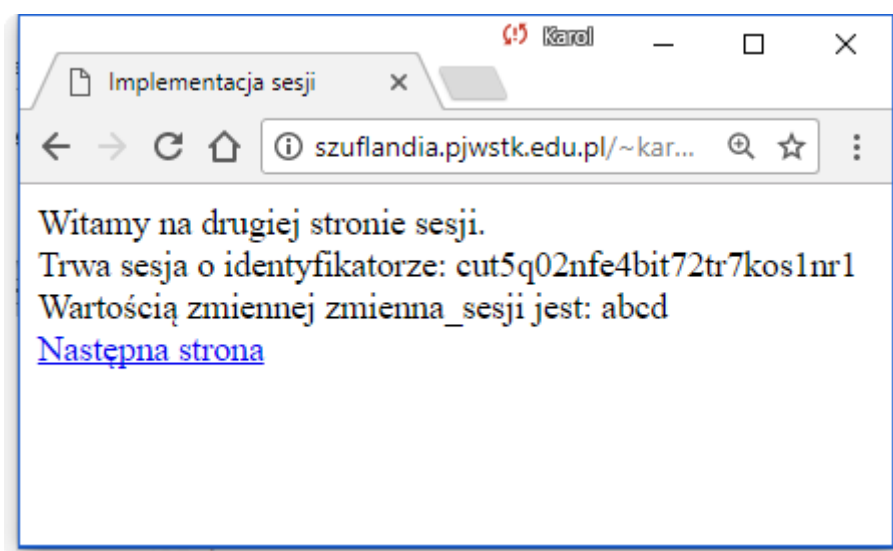 Karol
Implementacja sesji
szuflandia.pjwstk.edu.pl/~kar...
Witamy na drugiej stronie sesji.
Trwa sesja o identyfikatorze: cut5q02nfe4bit72tr7kos1nr1
Wartością zmiennej zmienna_sesji jest: abcd
Następna strona